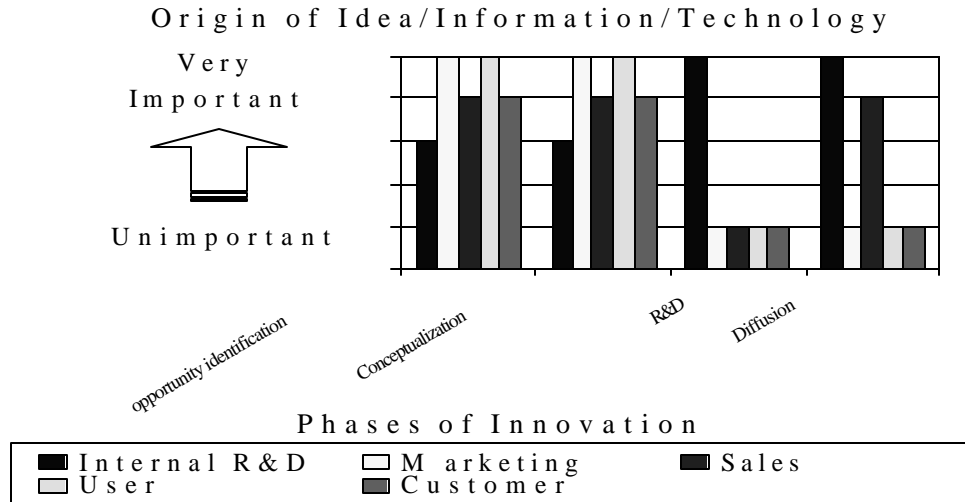 Origin of Idea/Information/Technology
Very
Important
Unimportant
opportunity identification
Conceptualization
R&D
Diffusion
Phases of Innovation
Internal R&D M arketing Sales
User Customer